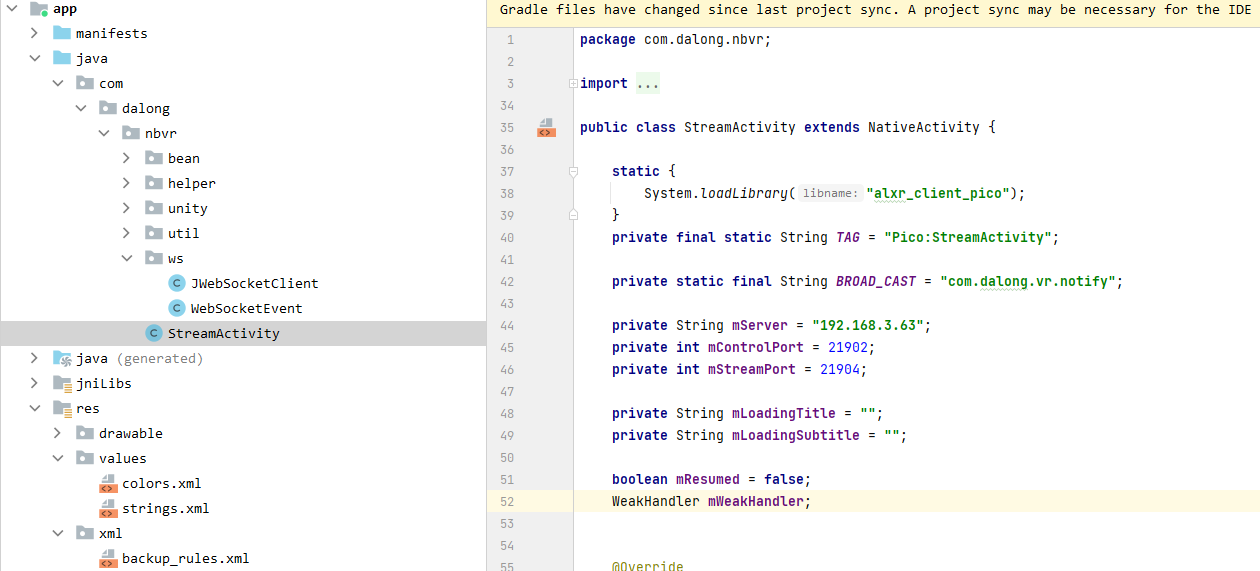 app
manifests
java
com
dalong
nbvr
bean
helper
unity
util
ws
JWebSocketClient
WebSocketEvent
StreamActivity
java (generated)
jniLibs
res
drawable
values
colors.xml
strings.xml
xml
backup_rules.xml
Gradle files have changed since last project sync. A project sync may be necessary for the IDE
1 package com.dalong.nbvr;
2
3 import ...
34
35 public class StreamActivity extends NativeActivity {
36
37 static {
38 System.loadLibrary( libname: "alxr_client_pico");
39 }
40 private final static String TAG = "Pico:StreamActivity";
41
42 private static final String BROAD_CAST = "com.dalong.vr.notify";
43
44 private String mServer = "192.168.3.63";
45 private int mControlPort = 21902;
46 private int mStreamPort = 21904;
47
48 private String mLoadingTitle = "";
49 private String mLoadingSubtitle = "";
50
51 boolean mResumed = false;
52 WeakHandler mWeakHandler;
53
54
55 @Override